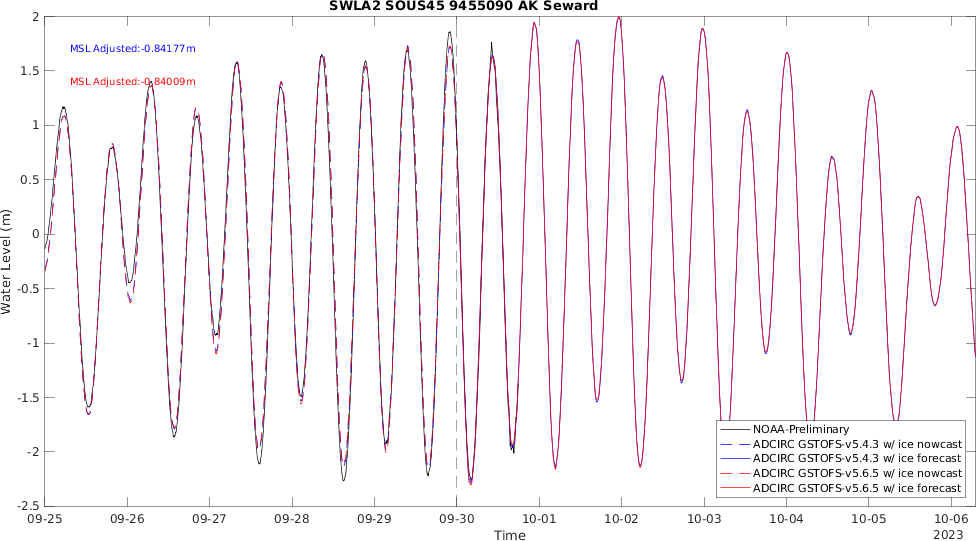 SWLA2 SOUS45 9455090 AK Seward
MSL Adjusted:-0.84177m
MSL Adjusted:-0.84009m
Water Level (m)
2
1.5
1
0.5
0
-0.5
-1
-1.5
-2
-2.5
NOAA-Preliminary
ADCIRC GSTOFS-v5.4.3 w/ ice nowcast
ADCIRC GSTOFS-v5.4.3 w/ ice forecast
ADCIRC GSTOFS-v5.6.5 w/ ice nowcast
ADCIRC GSTOFS-v5.6.5 w/ ice forecast
09-25 09-26 09-27 09-28 09-29 09-30 10-01 10-02 10-03 10-04 10-05 10-06
Time
2023